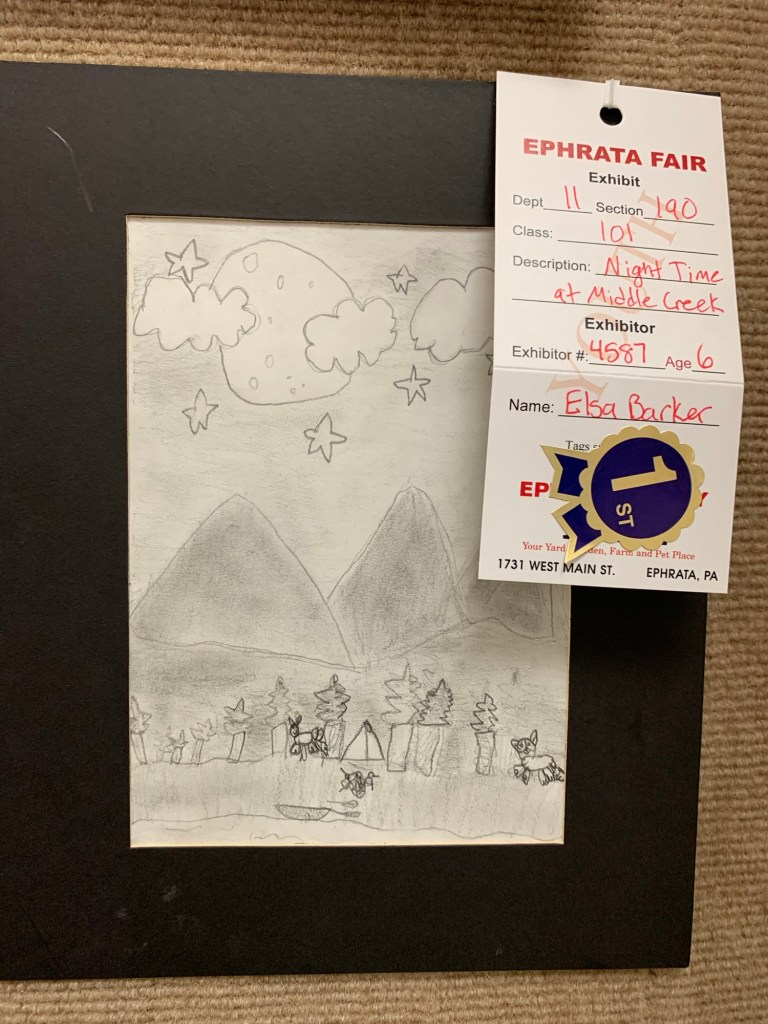 EPHRATA FAIR
Exhibit
Dept 11 Section 190
Class: 101
Description: Night Time
at Middle Creek
YOUTH
Exhibitor
Exhibitor #: 4587 Age 6
Name: Elsa Barker
Tags
EP
1 ST
Your Yard, Farm and Pet Place
1731 WEST MAIN ST. EPHRATA, PA